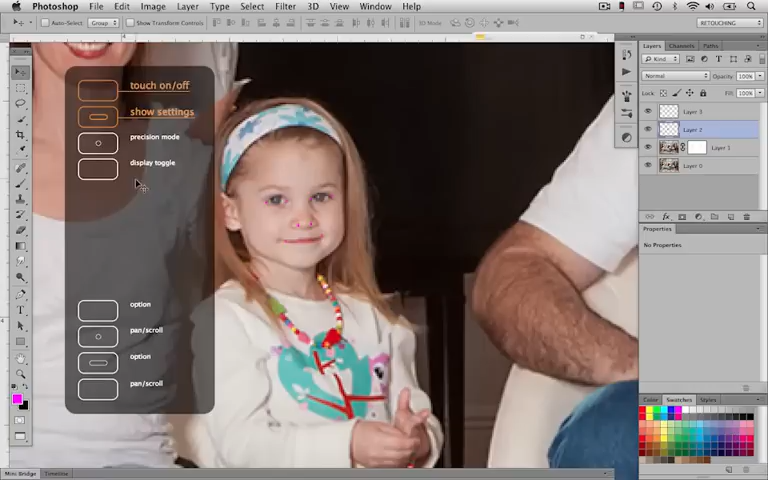 Photoshop File Edit Image Layer Type Select Filter 3D View Window Help
Auto-Select: Group Show Transform Controls 3D Mode: RETOUCHING
Layers Channels Paths
Kind
Normal Opacity: 100%
Lock: Fill: 100%
Layer 3
Layer 2
Layer 1
Layer 0
Properties
No Properties
Color Swatches Styles
touch on/off
show settings
precision mode
display toggle
option
pan/scroll
option
pan/scroll
Mini Bridge Timeline